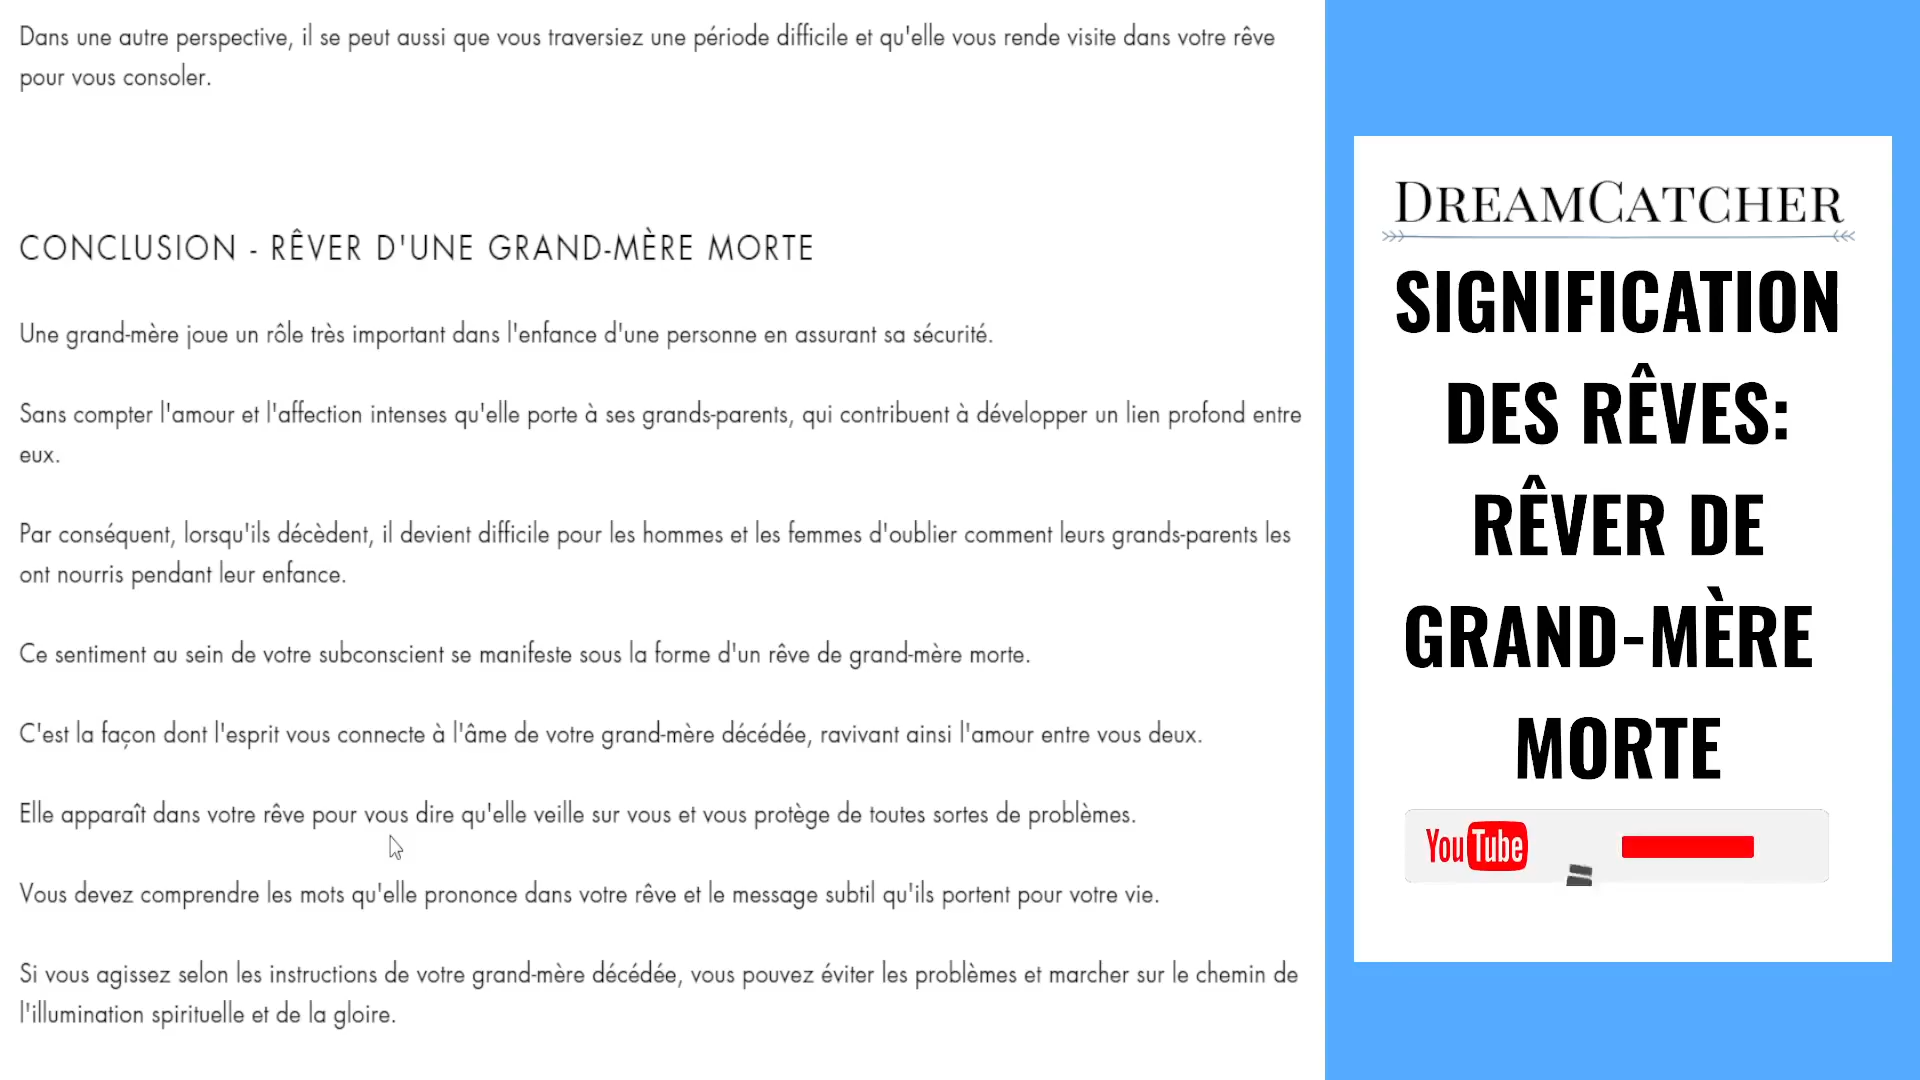 Dans une autre perspective, il se peut aussi que vous traversiez une période difficile et qu'elle vous rende visite dans votre rêve
pour vous consoler.
CONCLUSION - RÊVER D'UNE GRAND-MÈRE MORTE
Une grand-mère joue un rôle très important dans l'enfance d'une personne en assurant sa sécurité.
Sans compter l'amour et l'affection intenses qu'elle porte à ses grands-parents, qui contribuent à développer un lien profond entre
eux.
Par conséquent, lorsqu'ils décèdent, il devient difficile pour les hommes et les femmes d'oublier comment leurs grands-parents les
ont nourris pendant leur enfance.
Ce sentiment au sein de votre subconscient se manifeste sous la forme d'un rêve de grand-mère morte.
C'est la façon dont l'esprit vous connecte à l'âme de votre grand-mère décédée, ravivant ainsi l'amour entre vous deux.
Elle apparaît dans votre rêve pour vous dire qu'elle veille sur vous et vous protège de toutes sortes de problèmes.
Vous devez comprendre les mots qu'elle prononce dans votre rêve et le message subtil qu'ils portent pour votre vie.
Si vous agissez selon les instructions de votre grand-mère décédée, vous pouvez éviter les problèmes et marcher sur le chemin de
l'illumination spirituelle et de la gloire.
DREAMCATCHER
SIGNIFICATION
DES RÊVES:
RÊVER DE
GRAND-MÈRE
MORTE
YouTube